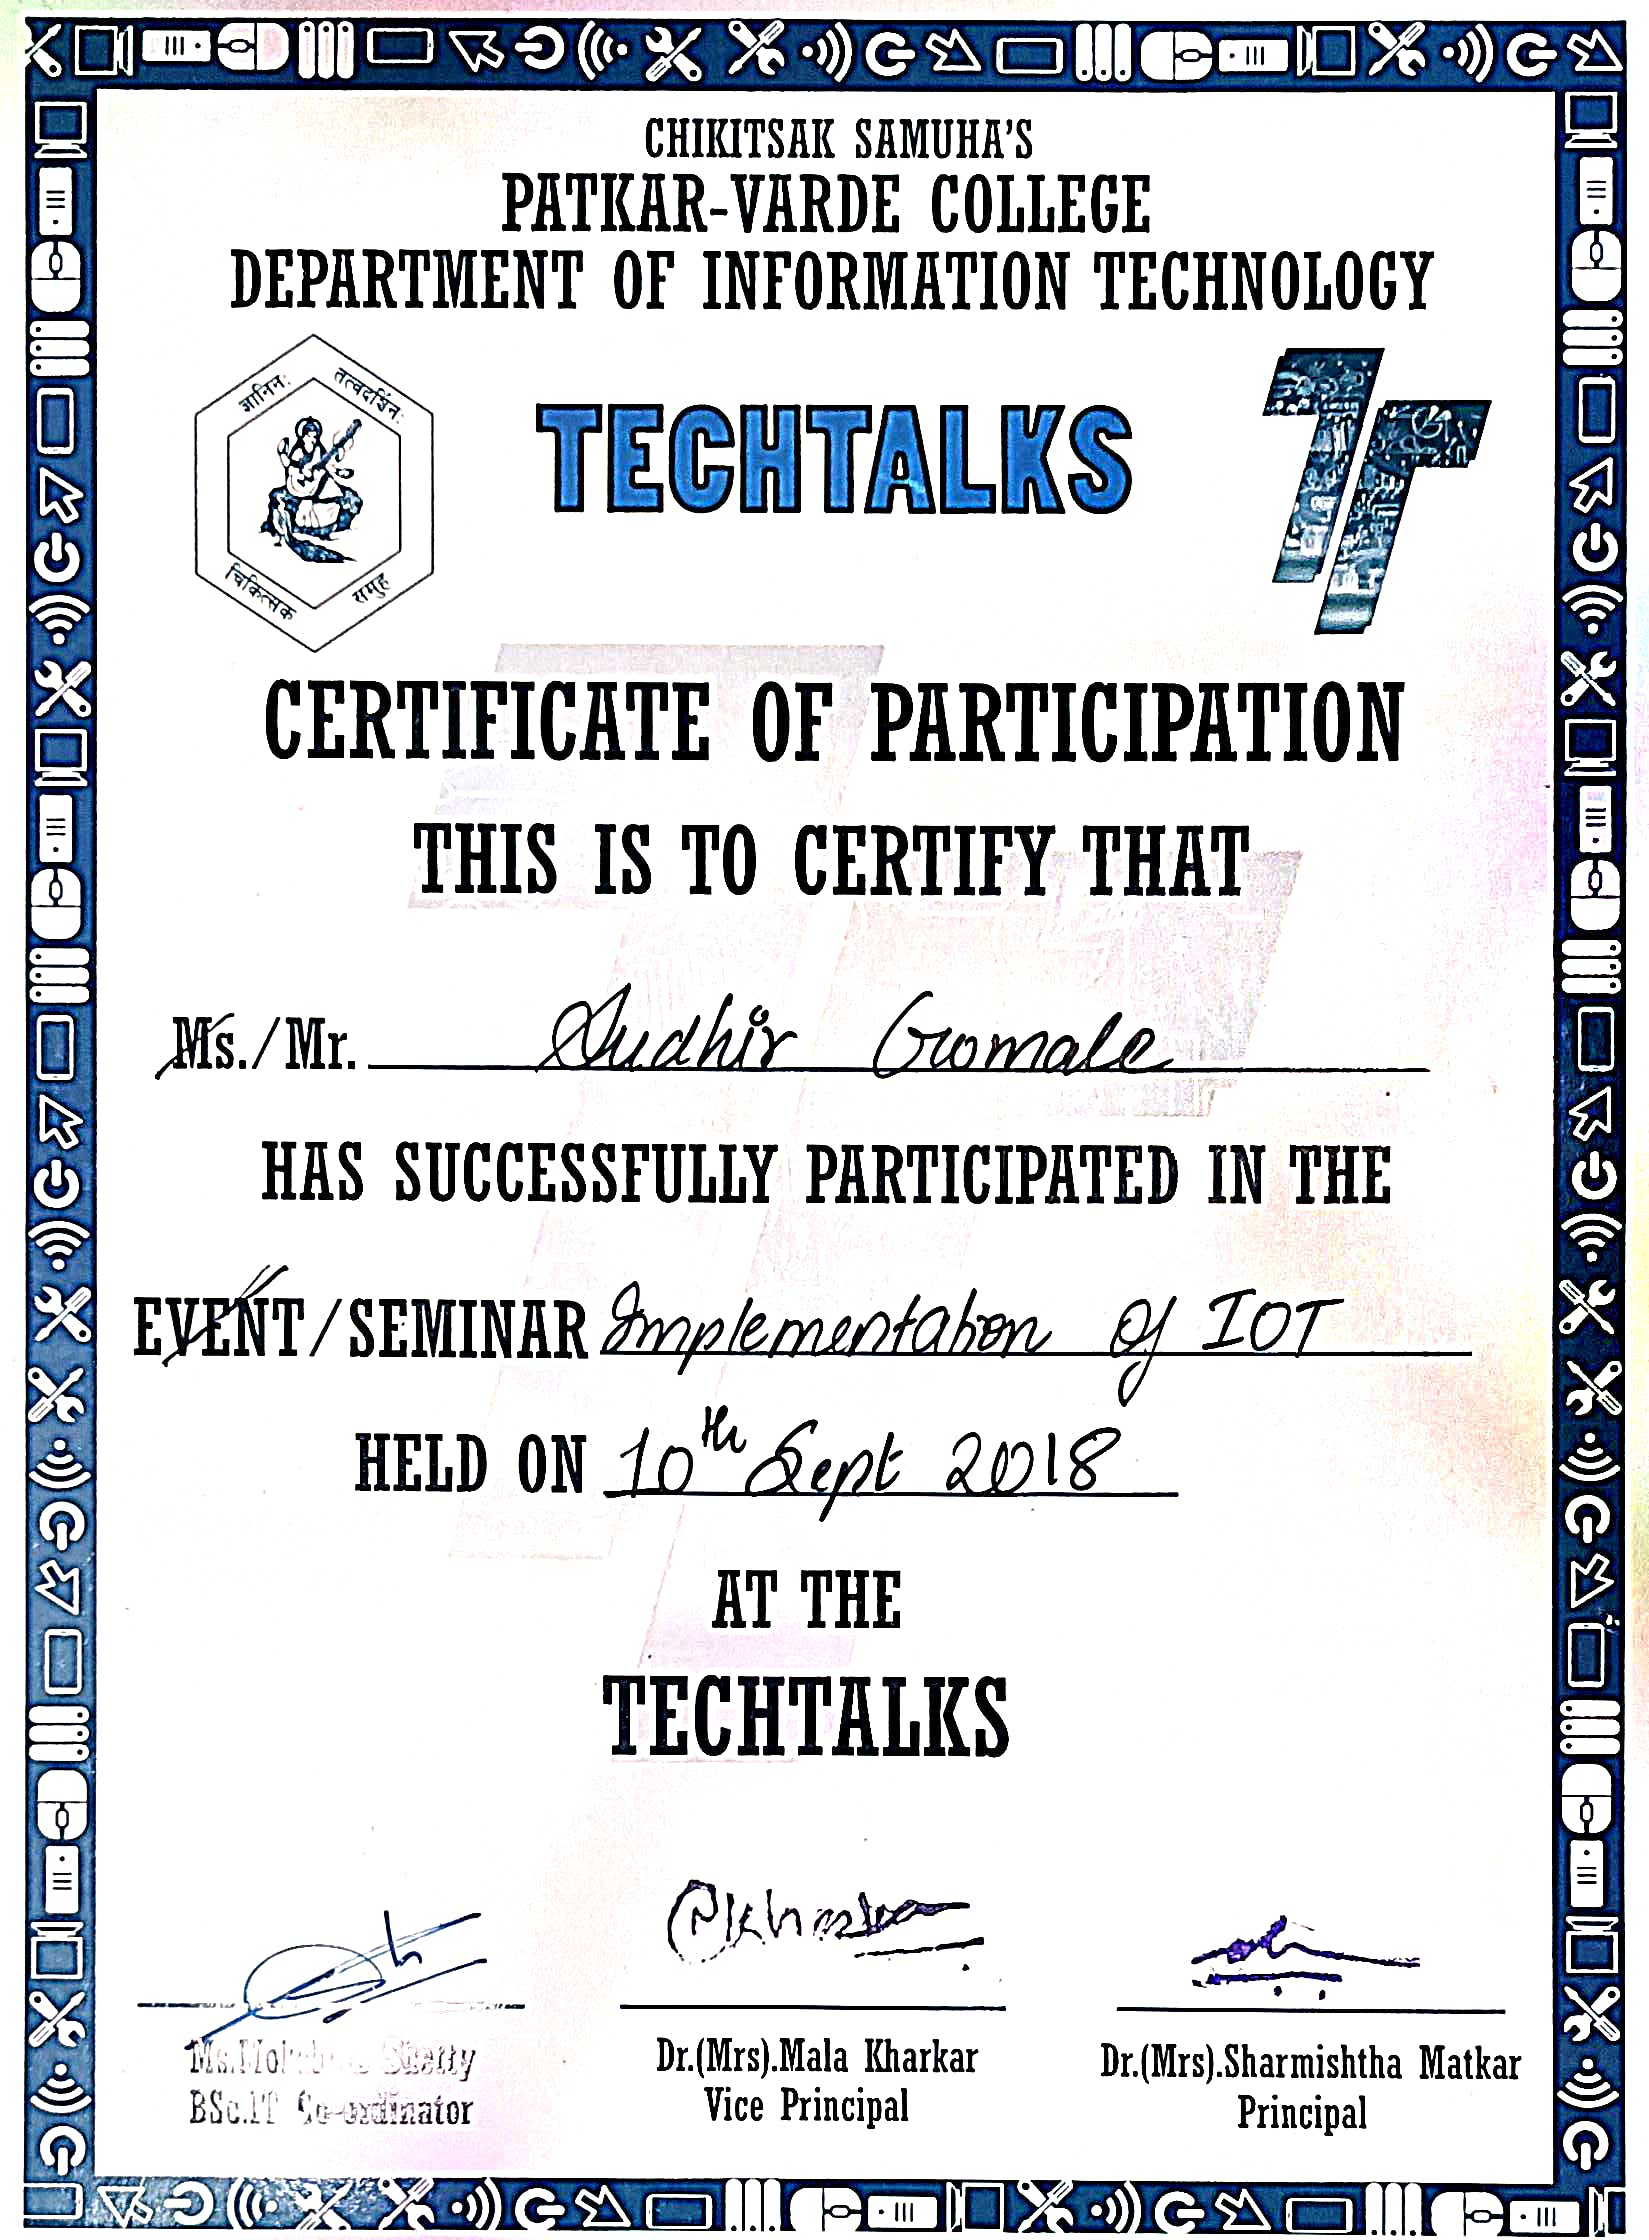 CHIKITSAK SAMUHA'S
PATKAR-VARDE COLLEGE
DEPARTMENT OF INFORMATION TECHNOLOGY
ज्ञानिनः तत्वदर्शिनः
चिकित्सक समुह
TECHTALKS
CERTIFICATE OF PARTICIPATION
THIS IS TO CERTIFY THAT
Ms./Mr. Sudhir Gomale
HAS SUCCESSFULLY PARTICIPATED IN THE
EVENT/SEMINAR Implementation of IOT
HELD ON 10th Sept 2018
AT THE
TECHTALKS
Ms. Shetty Dr.(Mrs).Mala Kharkar Dr.(Mrs).Sharmishtha Matkar
BSc.IT Co-ordinator Vice Principal Principal